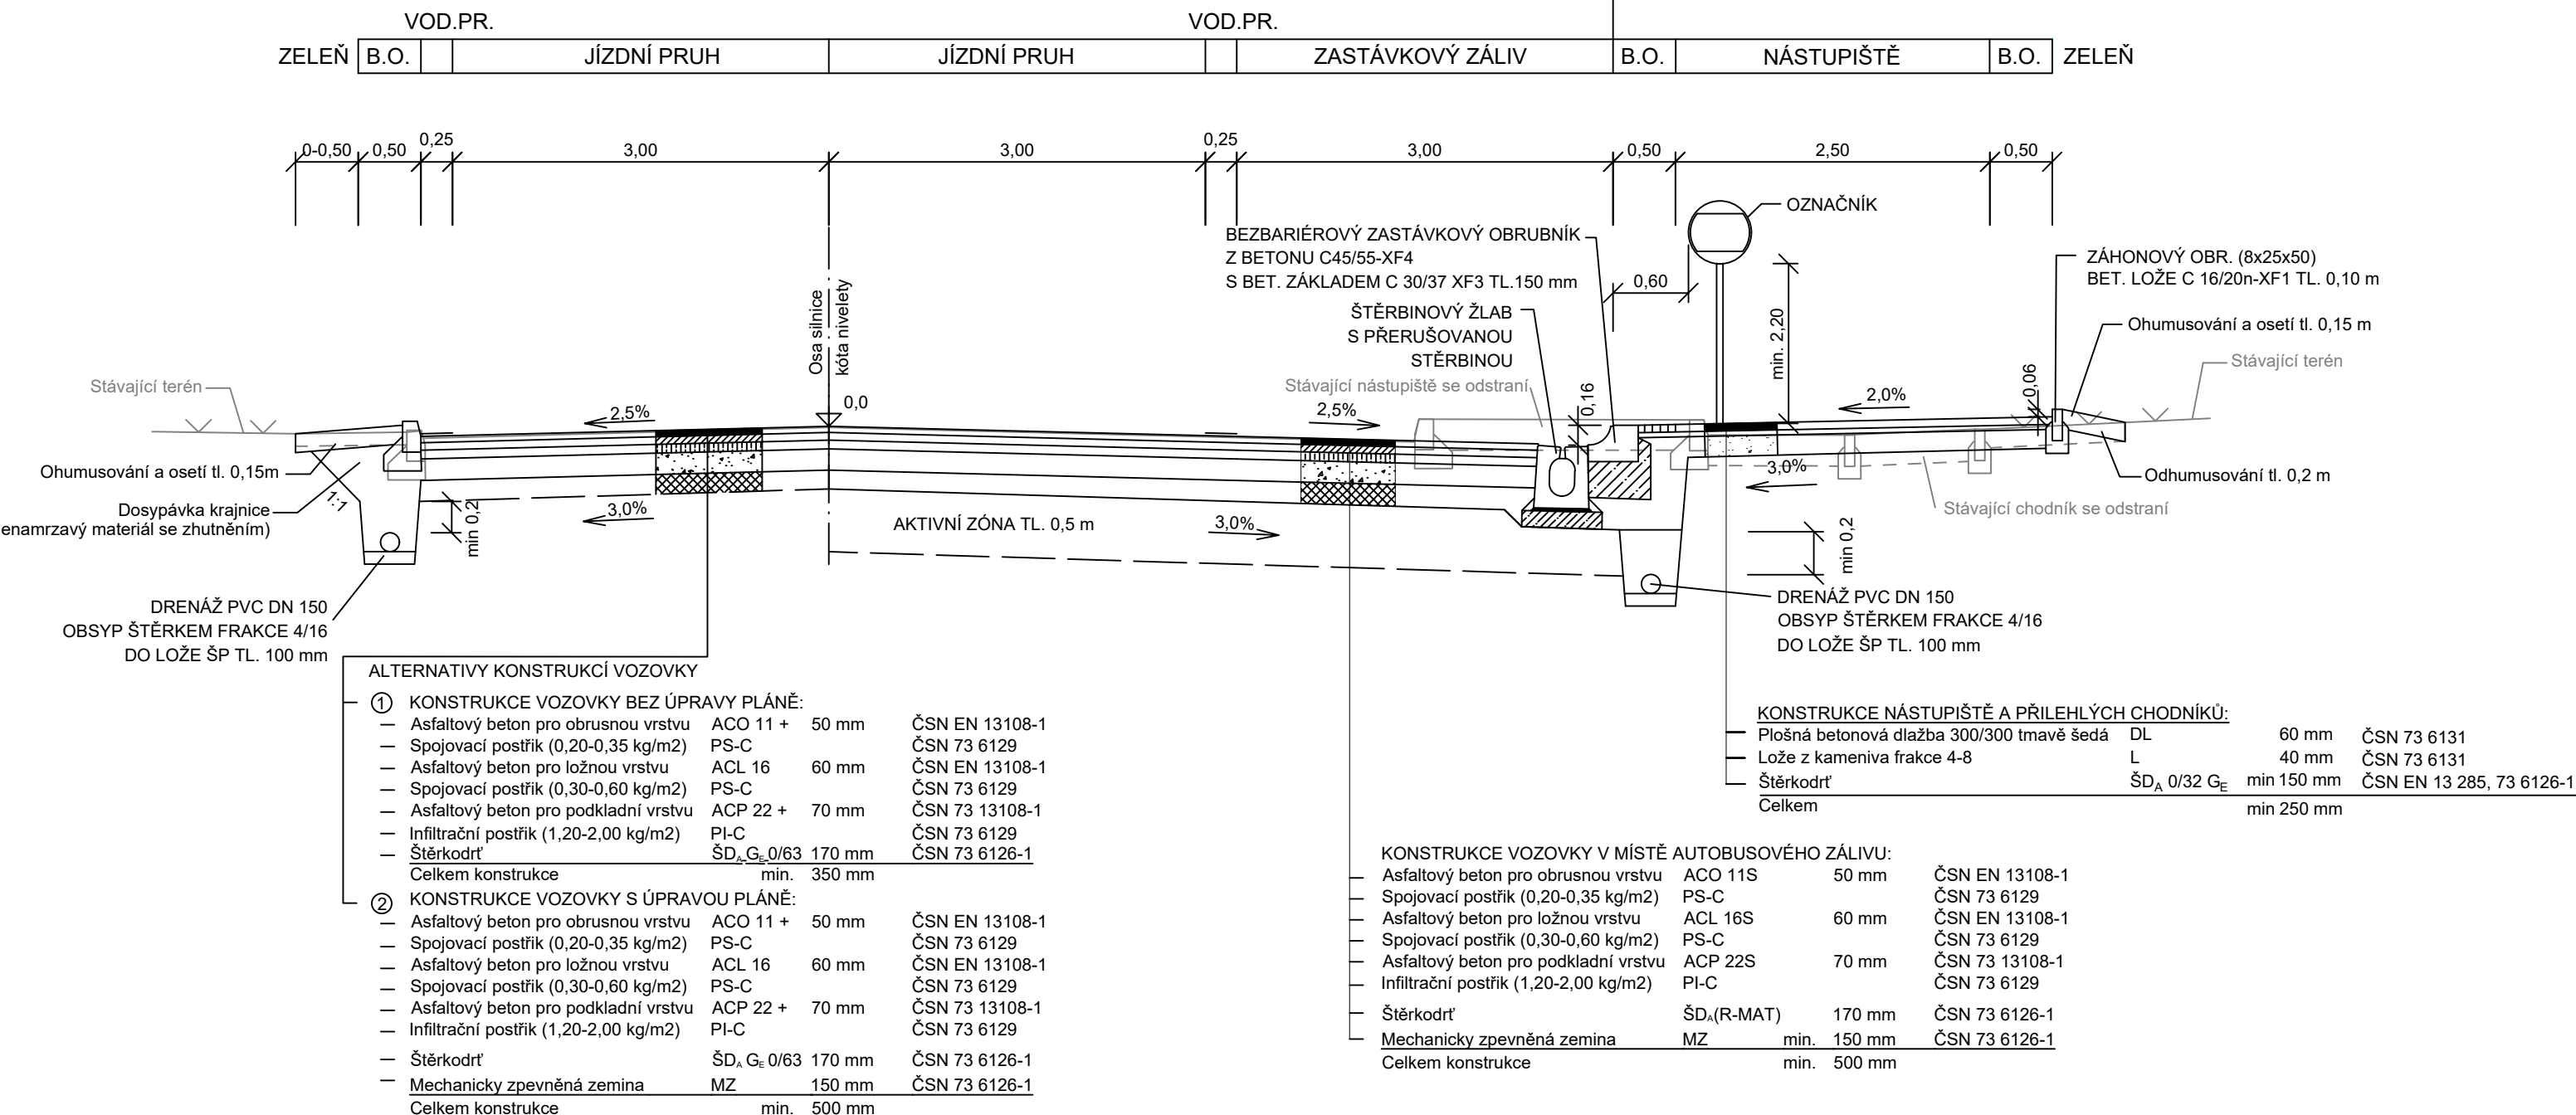 VOD.PR. VOD.PR.
ZELEŇ B.O. JÍZDNÍ PRUH JÍZDNÍ PRUH ZASTÁVKOVÝ ZÁLIV B.O. NÁSTUPIŠTĚ B.O. ZELEŇ
0-0,50 0,50 0,25 3,00 3,00 0,25 3,00 0,50 2,50 0,50
OZNAČNÍK
BEZBARIÉROVÝ ZASTÁVKOVÝ OBRUBNÍK
Z BETONU C45/55-XF4
S BET. ZÁKLADEM C 30/37 XF3 TL.150 mm
0,60
ZÁHONOVÝ OBR. (8x25x50)
BET. LOŽE C 16/20n-XF1 TL. 0,10 m
ŠTĚRBINOVÝ ŽLAB
S PŘERUŠOVANOU
STĚRBINOU
Osa silnice
kóta nivelety
min. 2,20
Ohumusování a osetí tl. 0,15 m
Stávající terén
Stávající terén
Stávající nástupiště se odstraní
0,16
0,06
2,5%
0,0
2,5%
2,0%
Ohumusování a osetí tl. 0,15m
Dosypávka krajnice
enamrzavý materiál se zhutněním)
1:1
min 0,2
3,0%
AKTIVNÍ ZÓNA TL. 0,5 m
3,0%
3,0%
Odhumusování tl. 0,2 m
Stávající chodník se odstraní
min 0,2
DRENÁŽ PVC DN 150
OBSYP ŠTĚRKEM FRAKCE 4/16
DO LOŽE ŠP TL. 100 mm
DRENÁŽ PVC DN 150
OBSYP ŠTĚRKEM FRAKCE 4/16
DO LOŽE ŠP TL. 100 mm
ALTERNATIVY KONSTRUKCÍ VOZOVKY
1 KONSTRUKCE VOZOVKY BEZ ÚPRAVY PLÁNĚ:
Asfaltový beton pro obrusnou vrstvu ACO 11 + 50 mm ČSN EN 13108-1
Spojovací postřik (0,20-0,35 kg/m2) PS-C ČSN 73 6129
Asfaltový beton pro ložnou vrstvu ACL 16 60 mm ČSN EN 13108-1
Spojovací postřik (0,30-0,60 kg/m2) PS-C ČSN 73 6129
Asfaltový beton pro podkladní vrstvu ACP 22 + 70 mm ČSN 73 13108-1
Infiltrační postřik (1,20-2,00 kg/m2) PI-C ČSN 73 6129
Štěrkodrť ŠDA GE 0/63 170 mm ČSN 73 6126-1
Celkem konstrukce min. 350 mm
2 KONSTRUKCE VOZOVKY S ÚPRAVOU PLÁNĚ:
Asfaltový beton pro obrusnou vrstvu ACO 11 + 50 mm ČSN EN 13108-1
Spojovací postřik (0,20-0,35 kg/m2) PS-C ČSN 73 6129
Asfaltový beton pro ložnou vrstvu ACL 16 60 mm ČSN EN 13108-1
Spojovací postřik (0,30-0,60 kg/m2) PS-C ČSN 73 6129
Asfaltový beton pro podkladní vrstvu ACP 22 + 70 mm ČSN 73 13108-1
Infiltrační postřik (1,20-2,00 kg/m2) PI-C ČSN 73 6129
Štěrkodrť ŠDA GE 0/63 170 mm ČSN 73 6126-1
Mechanicky zpevněná zemina MZ 150 mm ČSN 73 6126-1
Celkem konstrukce min. 500 mm
KONSTRUKCE NÁSTUPIŠTĚ A PŘILEHLÝCH CHODNÍKŮ:
Plošná betonová dlažba 300/300 tmavě šedá DL 60 mm ČSN 73 6131
Lože z kameniva frakce 4-8 L 40 mm ČSN 73 6131
Štěrkodrť ŠDA 0/32 GE min 150 mm ČSN EN 13 285, 73 6126-1
Celkem min 250 mm
KONSTRUKCE VOZOVKY V MÍSTĚ AUTOBUSOVÉHO ZÁLIVU:
Asfaltový beton pro obrusnou vrstvu ACO 11S 50 mm ČSN EN 13108-1
Spojovací postřik (0,20-0,35 kg/m2) PS-C ČSN 73 6129
Asfaltový beton pro ložnou vrstvu ACL 16S 60 mm ČSN EN 13108-1
Spojovací postřik (0,30-0,60 kg/m2) PS-C ČSN 73 6129
Asfaltový beton pro podkladní vrstvu ACP 22S 70 mm ČSN 73 13108-1
Infiltrační postřik (1,20-2,00 kg/m2) PI-C ČSN 73 6129
Štěrkodrť ŠDA(R-MAT) 170 mm ČSN 73 6126-1
Mechanicky zpevněná zemina MZ min. 150 mm ČSN 73 6126-1
Celkem konstrukce min. 500 mm